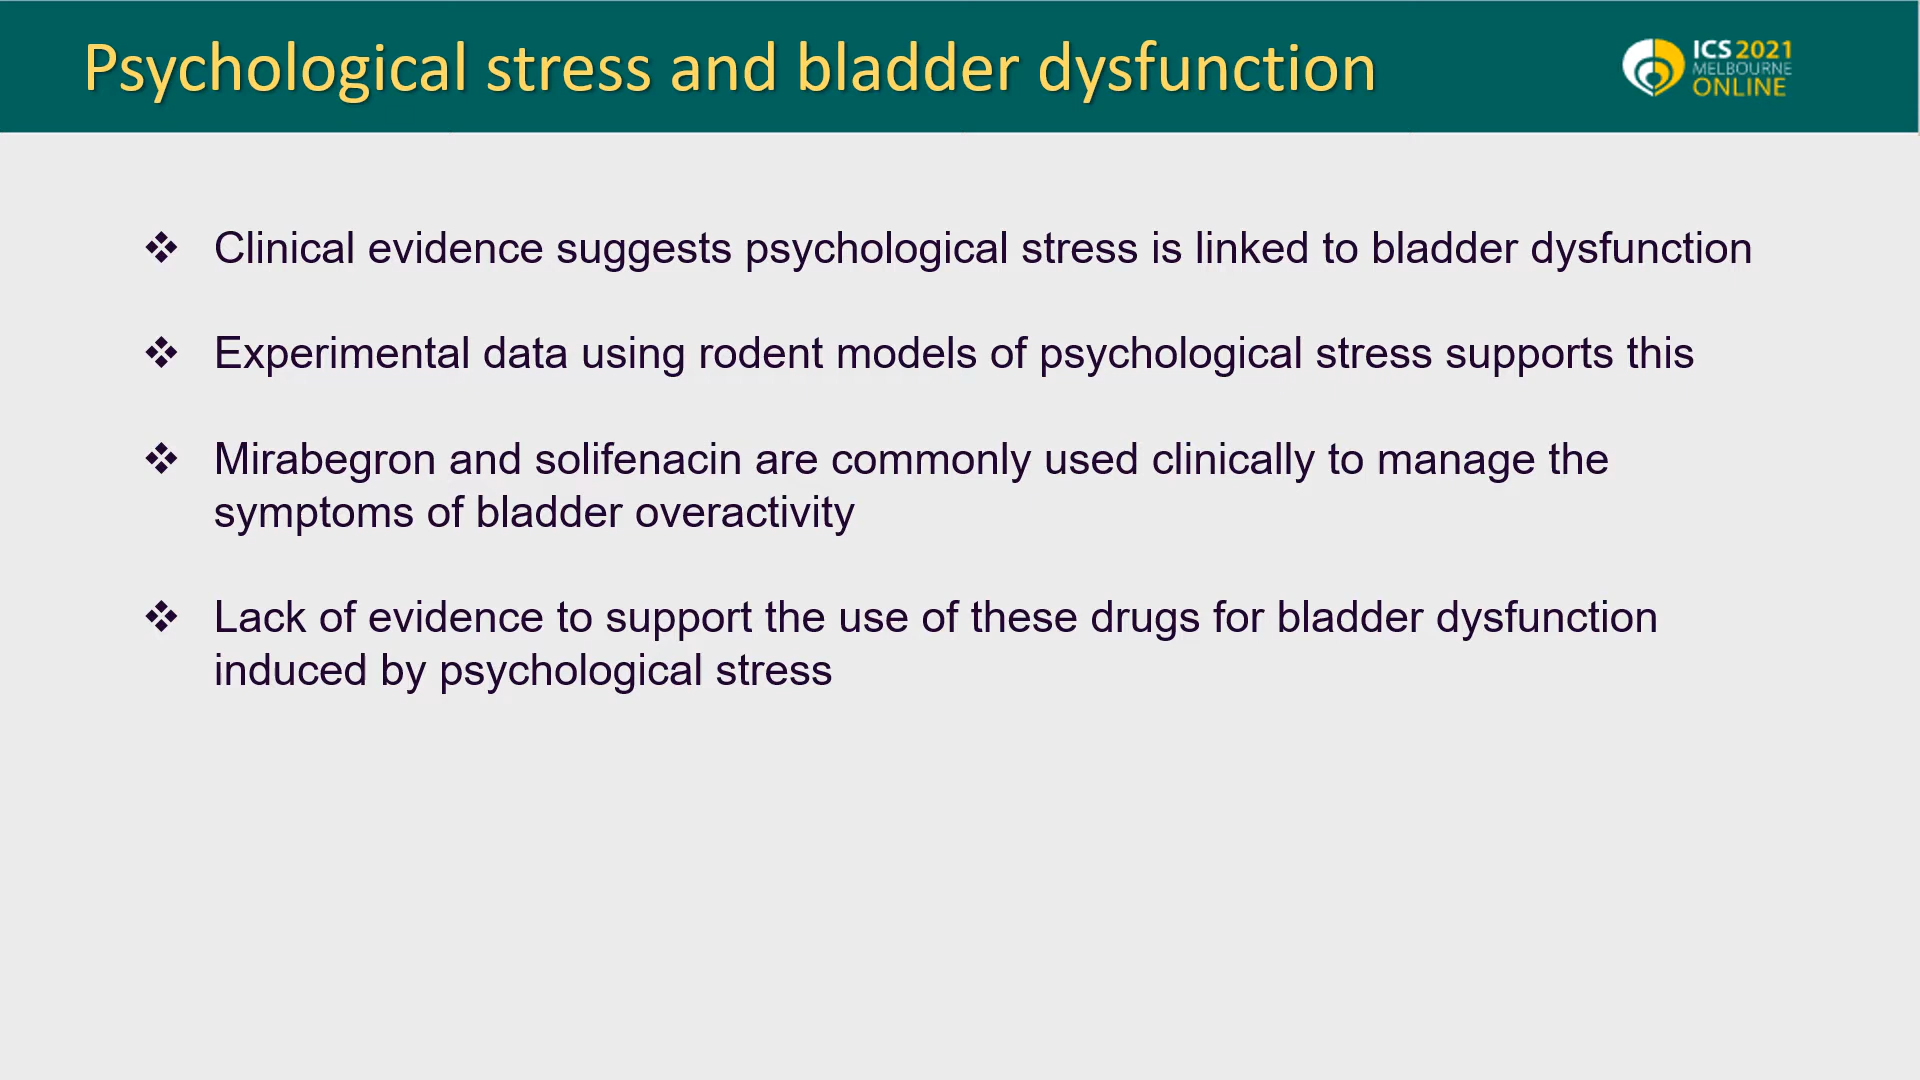 Psychological stress and bladder dysfunction
ICS 2021
MELBOURNE
ONLINE
❖ Clinical evidence suggests psychological stress is linked to bladder dysfunction
❖ Experimental data using rodent models of psychological stress supports this
❖ Mirabegron and solifenacin are commonly used clinically to manage the
symptoms of bladder overactivity
❖ Lack of evidence to support the use of these drugs for bladder dysfunction
induced by psychological stress